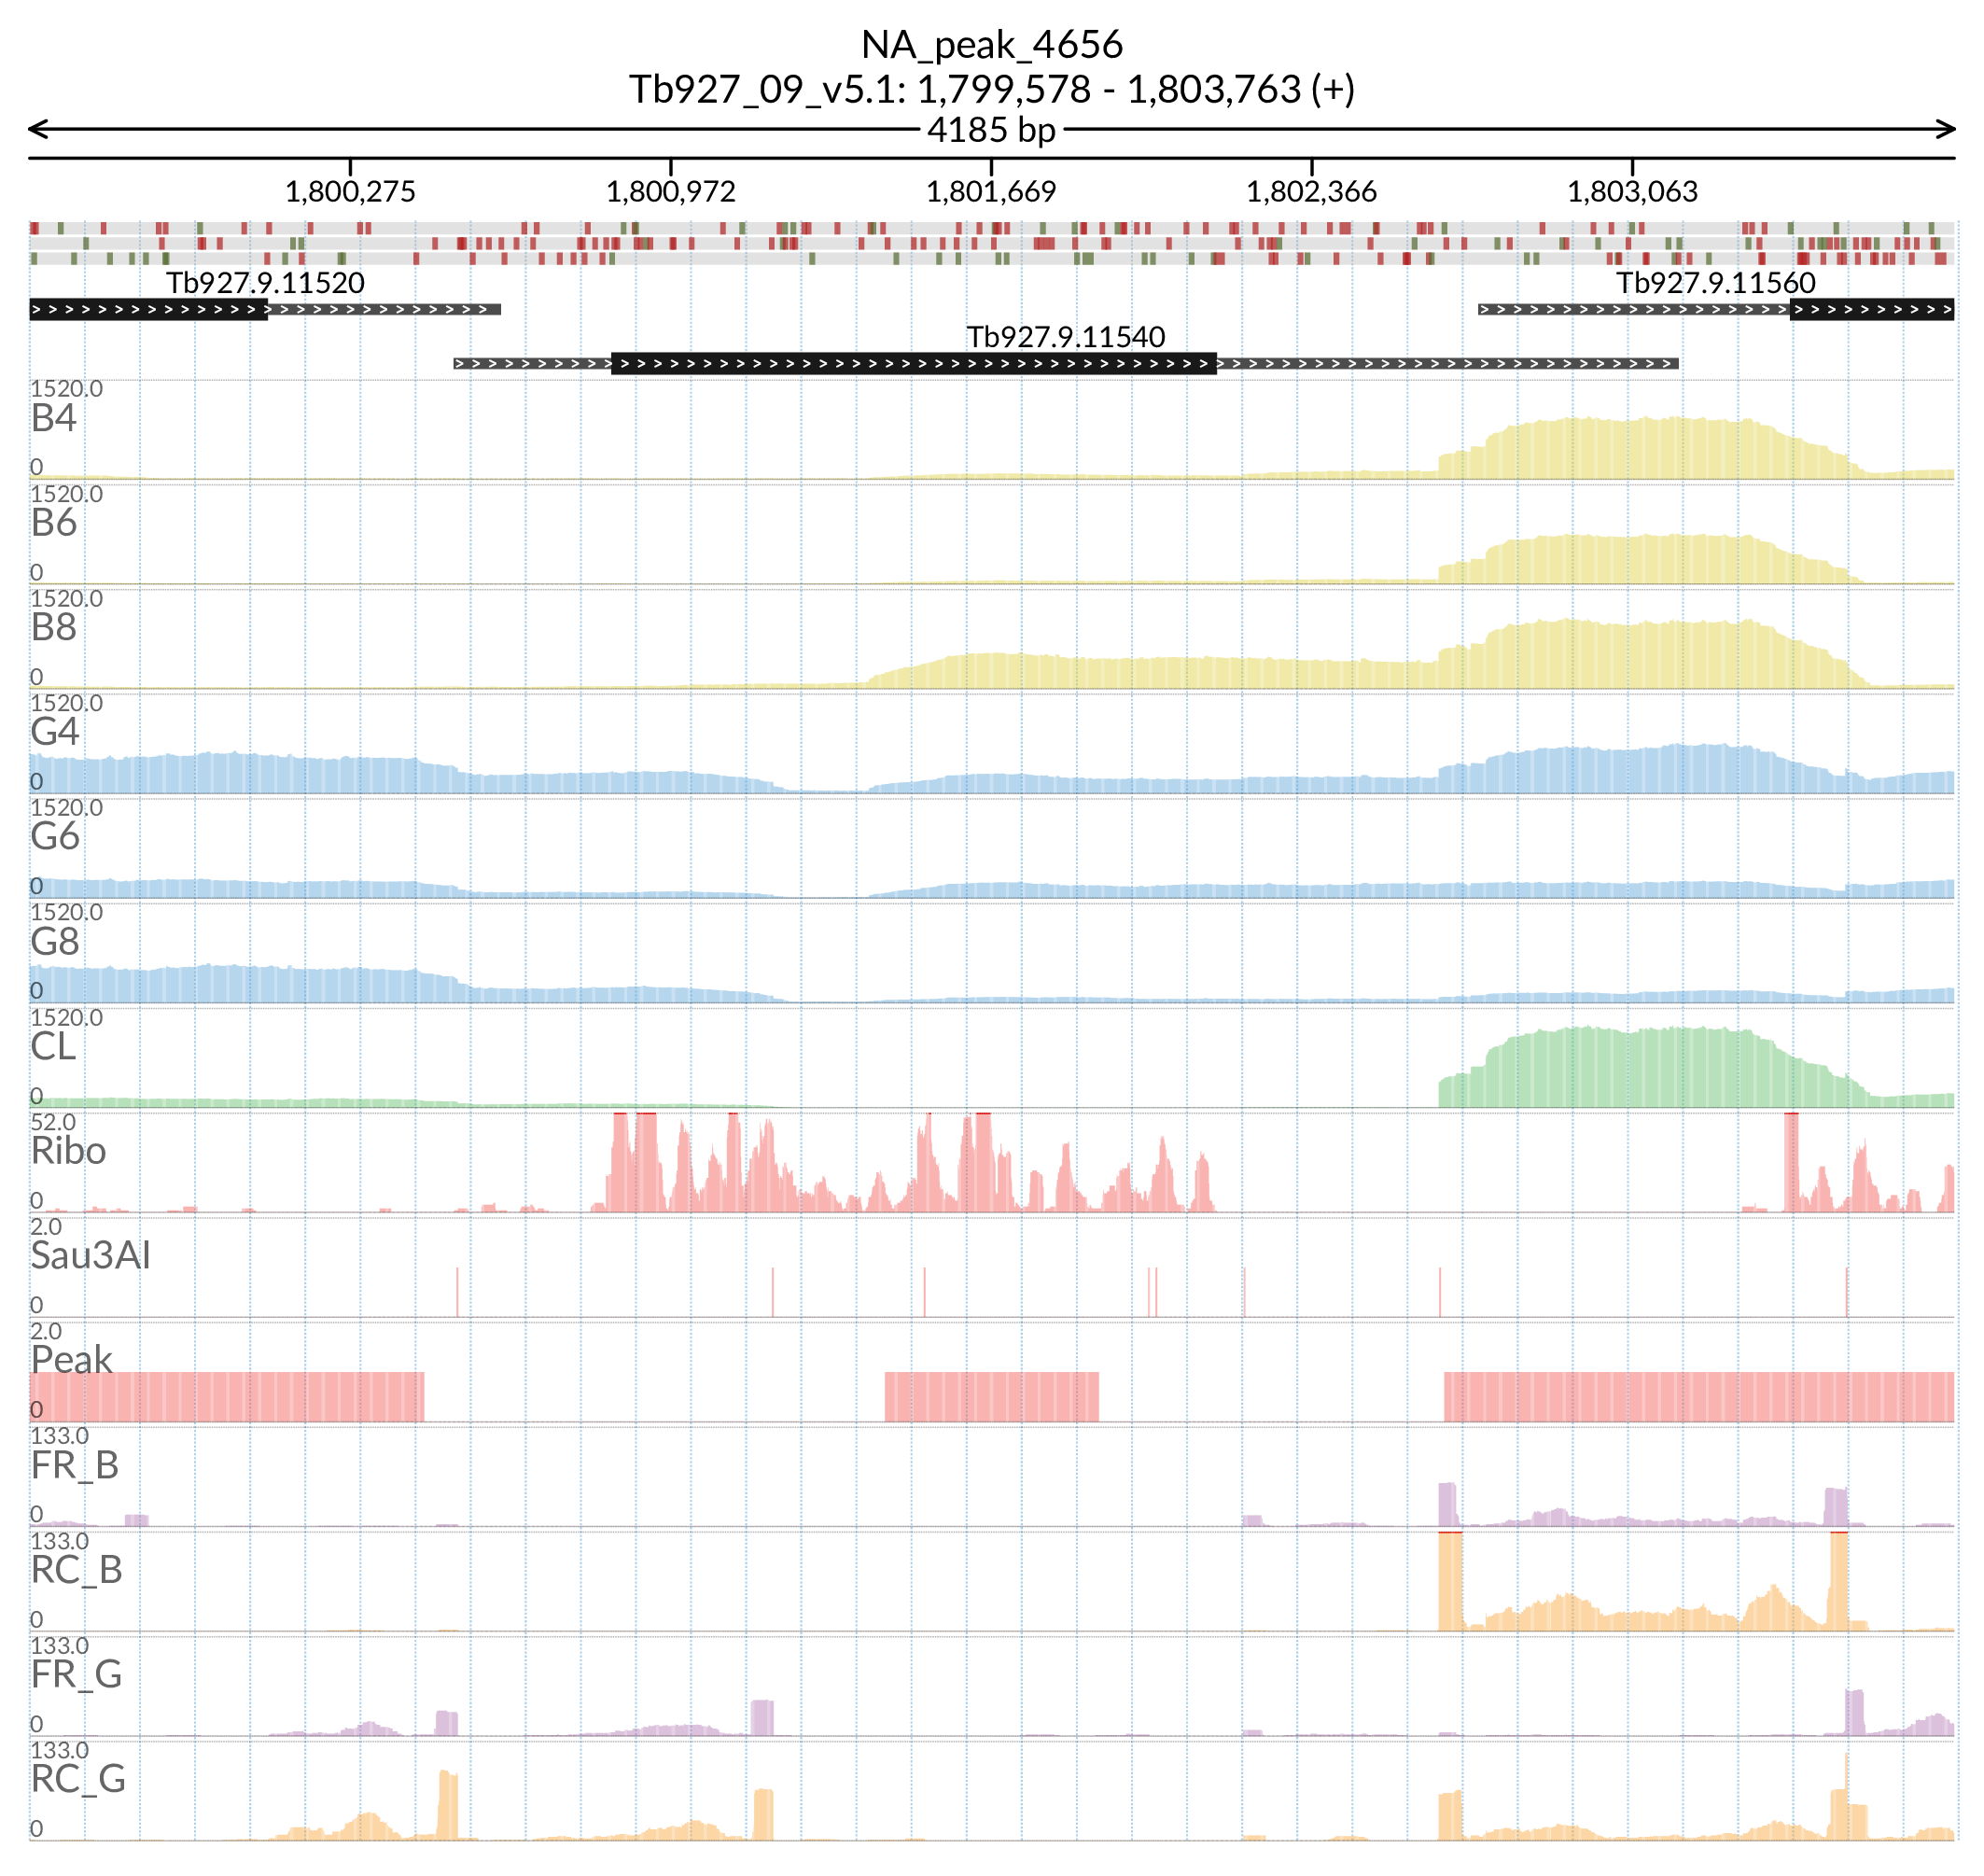 NA_peak_4656
Tb927_09_v5.1: 1,799,578 - 1,803,763 (+)
4185 bp
1,800,275 1,800,972 1,801,669 1,802,366 1,803,063
Tb927.9.11520 Tb927.9.11560
Tb927.9.11540
1520.0
B4
0
1520.0
B6
0
1520.0
B8
0
1520.0
G4
0
1520.0
G6
0
1520.0
G8
0
1520.0
CL
0
52.0
Ribo
0
2.0
Sau3AI
0
2.0
Peak
0
133.0
FR_B
0
133.0
RC_B
0
133.0
FR_G
0
133.0
RC_G
0